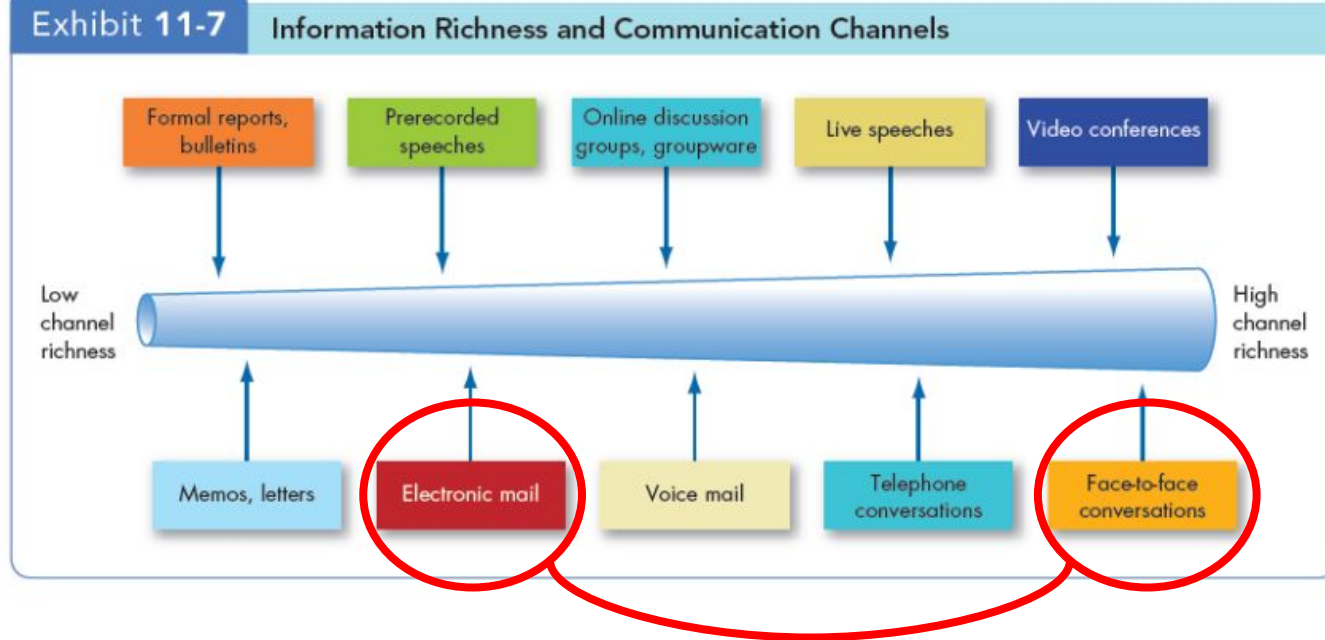 Exhibit 11-7 Information Richness and Communication Channels
Formal reports,
bulletins
Prerecorded
speeches
Online discussion
groups, groupware
Live speeches
Video conferences
Low
channel
richness
High
channel
richness
Memos, letters
Electronic mail
Voice mail
Telephone
conversations
Face-to-face
conversations